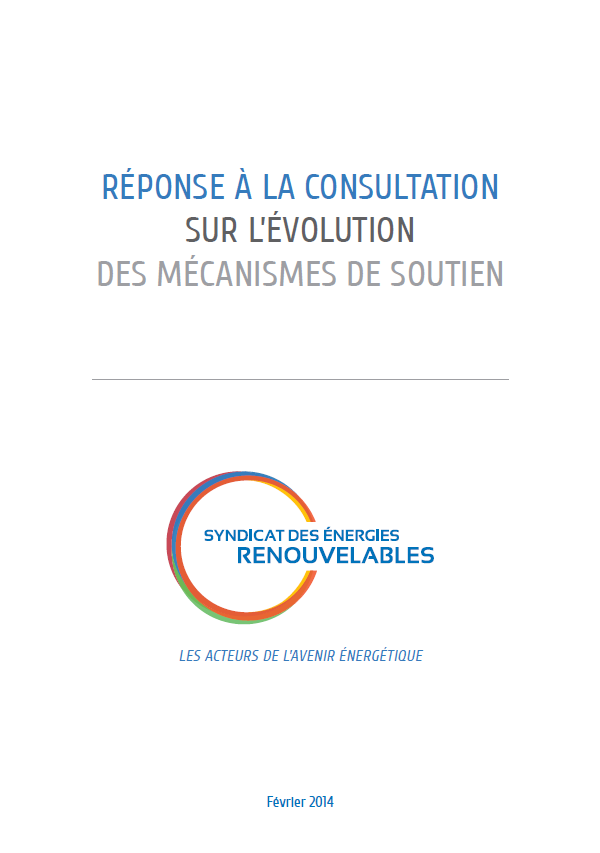 RÉPONSE À LA CONSULTATION
SUR L'ÉVOLUTION
DES MÉCANISMES DE SOUTIEN
SYNDICAT DES ÉNERGIES
RENOUVELABLES
LES ACTEURS DE L'AVENIR ÉNERGÉTIQUE
Février 2014